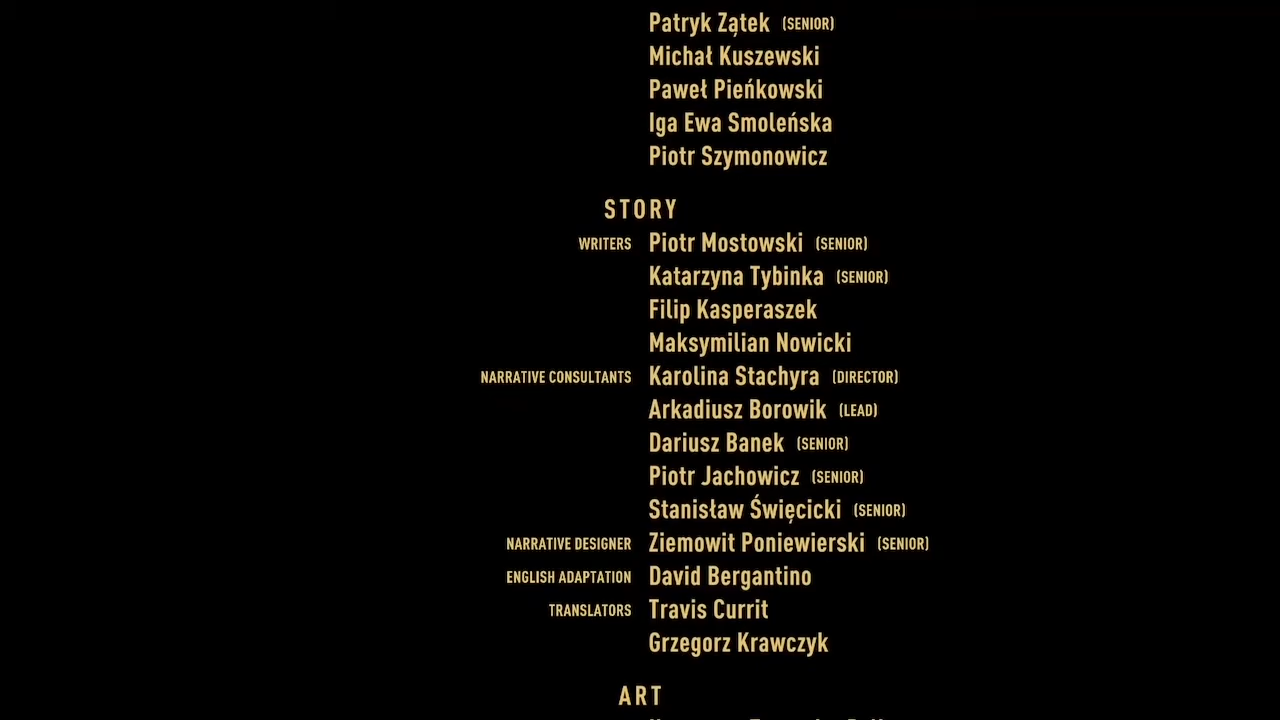 Patryk Zątek (SENIOR)
Michał Kuszewski
Paweł Pieńkowski
Iga Ewa Smoleńska
Piotr Szymonowicz
STORY
WRITERS Piotr Mostowski (SENIOR)
Katarzyna Tybinka (SENIOR)
Filip Kasperaszek
Maksymilian Nowicki
NARRATIVE CONSULTANTS Karolina Stachyra (DIRECTOR)
Arkadiusz Borowik (LEAD)
Dariusz Banek (SENIOR)
Piotr Jachowicz (SENIOR)
Stanisław Święcicki (SENIOR)
NARRATIVE DESIGNER Ziemowit Poniewierski (SENIOR)
ENGLISH ADAPTATION David Bergantino
TRANSLATORS Travis Currit
Grzegorz Krawczyk
ART